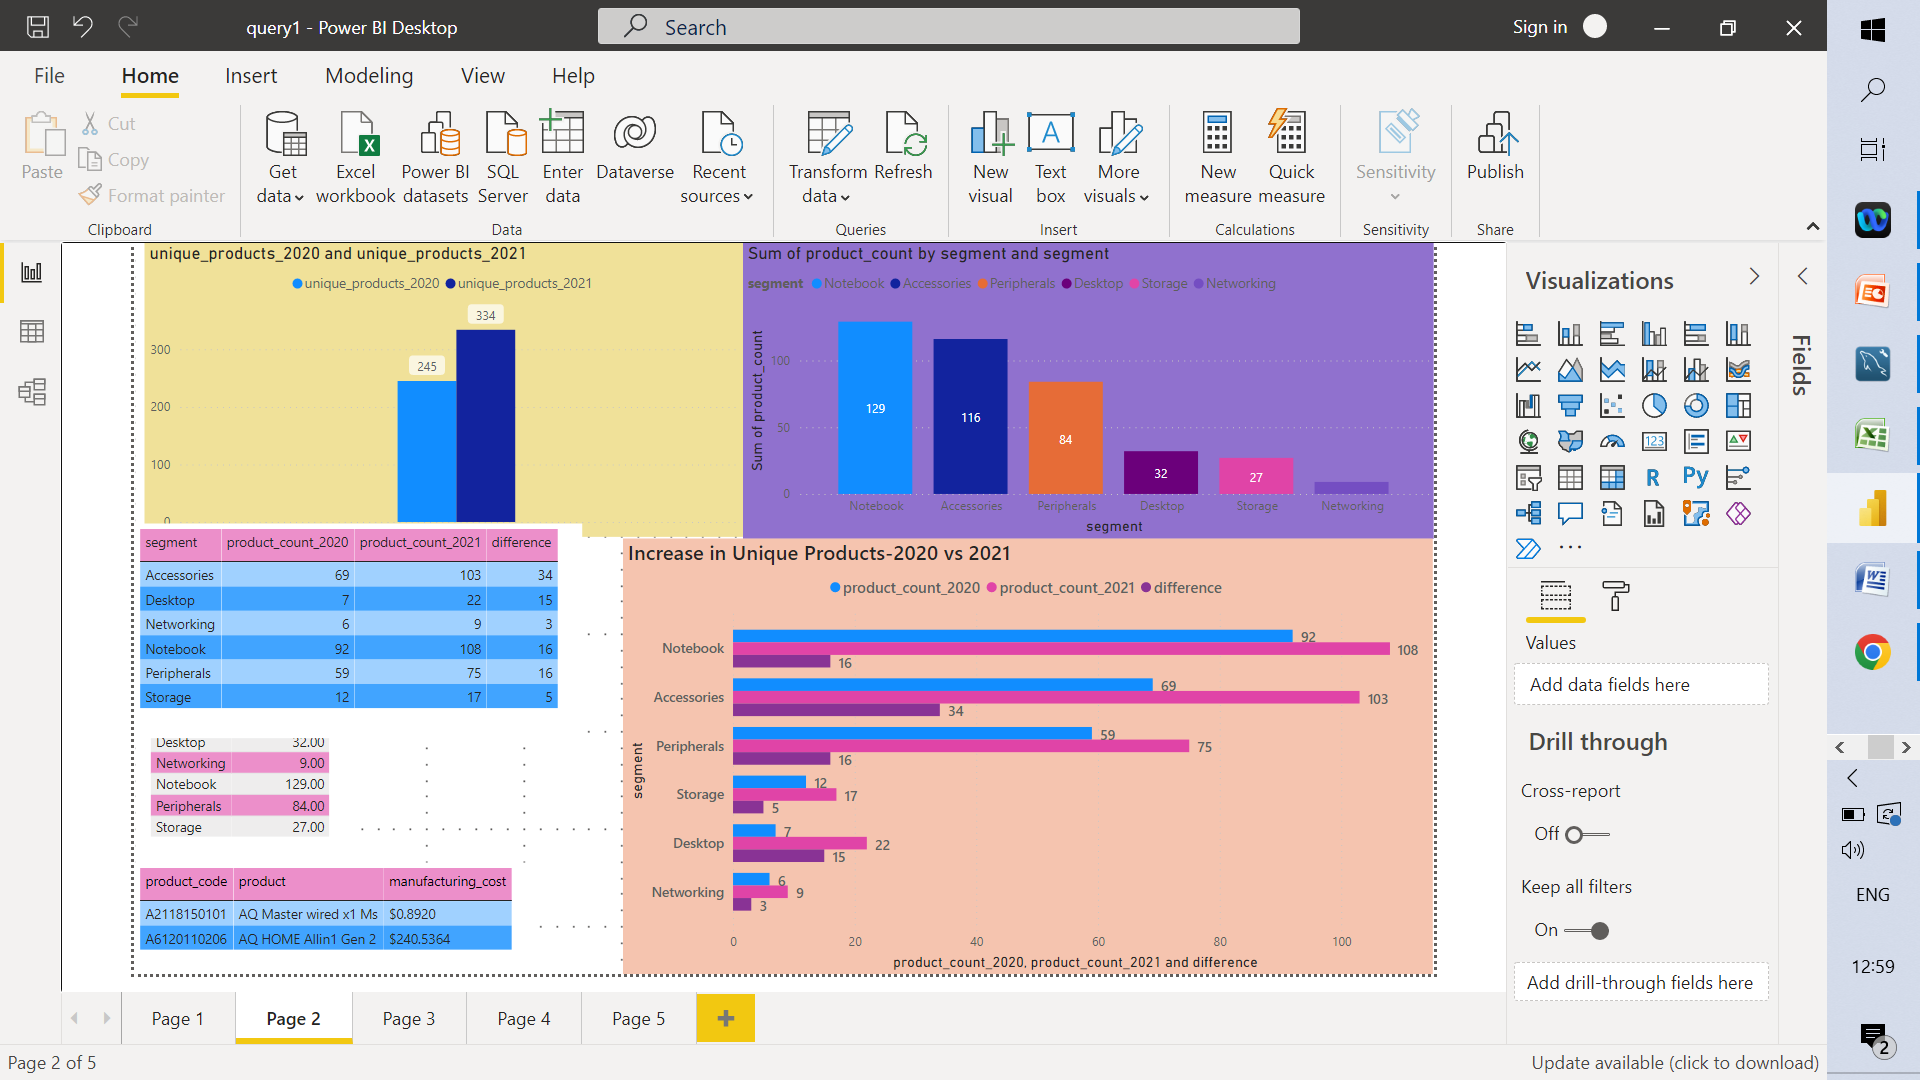 query1 - Power BI Desktop
Search
Sign in
File Home Insert Modeling View Help
Paste
Cut
Copy
Format painter
Clipboard
Get data
Excel workbook
Power BI datasets
SQL Server
Enter data
Dataverse
Recent sources
Data
Transform data
Refresh
Queries
New visual
Text box
More visuals
Insert
New measure
Quick measure
Calculations
Sensitivity
Sensitivity
Publish
Share
unique_products_2020 and unique_products_2021
unique_products_2020 unique_products_2021
334
245
300
200
100
0
Sum of product_count by segment and segment
segment Notebook Accessories Peripherals Desktop Storage Networking
Sum of product_count
100
50
0
129
116
84
32
27
Notebook Accessories Peripherals Desktop Storage Networking
segment
segment product_count_2020 product_count_2021 difference
Accessories 69 103 34
Desktop 7 22 15
Networking 6 9 3
Notebook 92 108 16
Peripherals 59 75 16
Storage 12 17 5
Desktop 32.00
Networking 9.00
Notebook 129.00
Peripherals 84.00
Storage 27.00
product_code product manufacturing_cost
A2118150101 AQ Master wired x1 Ms $0.8920
A6120110206 AQ HOME Allin1 Gen 2 $240.5364
Increase in Unique Products-2020 vs 2021
product_count_2020 product_count_2021 difference
segment
Notebook 92 108 16
Accessories 69 103 34
Peripherals 59 75 16
Storage 12 17 5
Desktop 7 22 15
Networking 6 9 3
0 20 40 60 80 100
product_count_2020, product_count_2021 and difference
Visualizations
Fields
123
R
Py
Values
Add data fields here
Drill through
Cross-report
Off
Keep all filters
On
Add drill-through fields here
Page 1 Page 2 Page 3 Page 4 Page 5
Page 2 of 5
Update available (click to download)
ENG
12:59
2